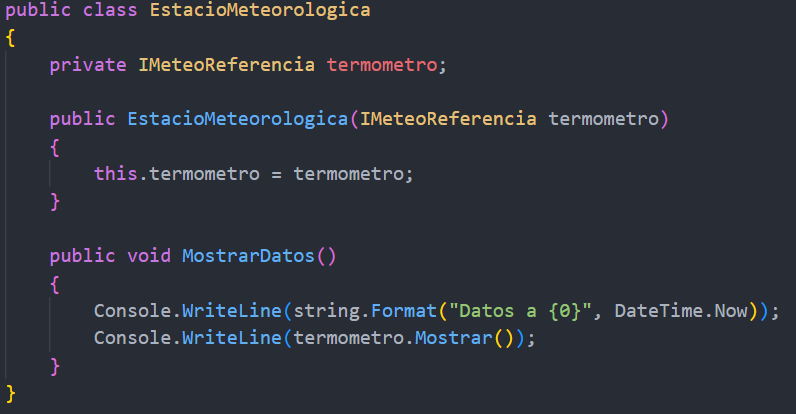 public class EstacioMeteorologica
{
    private IMeteoReferencia termometro;
    public EstacioMeteorologica(IMeteoReferencia termometro)
    {
        this.termometro = termometro;
    }
    public void MostrarDatos()
    {
        Console.WriteLine(string.Format("Datos a {0}", DateTime.Now));
        Console.WriteLine(termometro.Mostrar());
    }
}